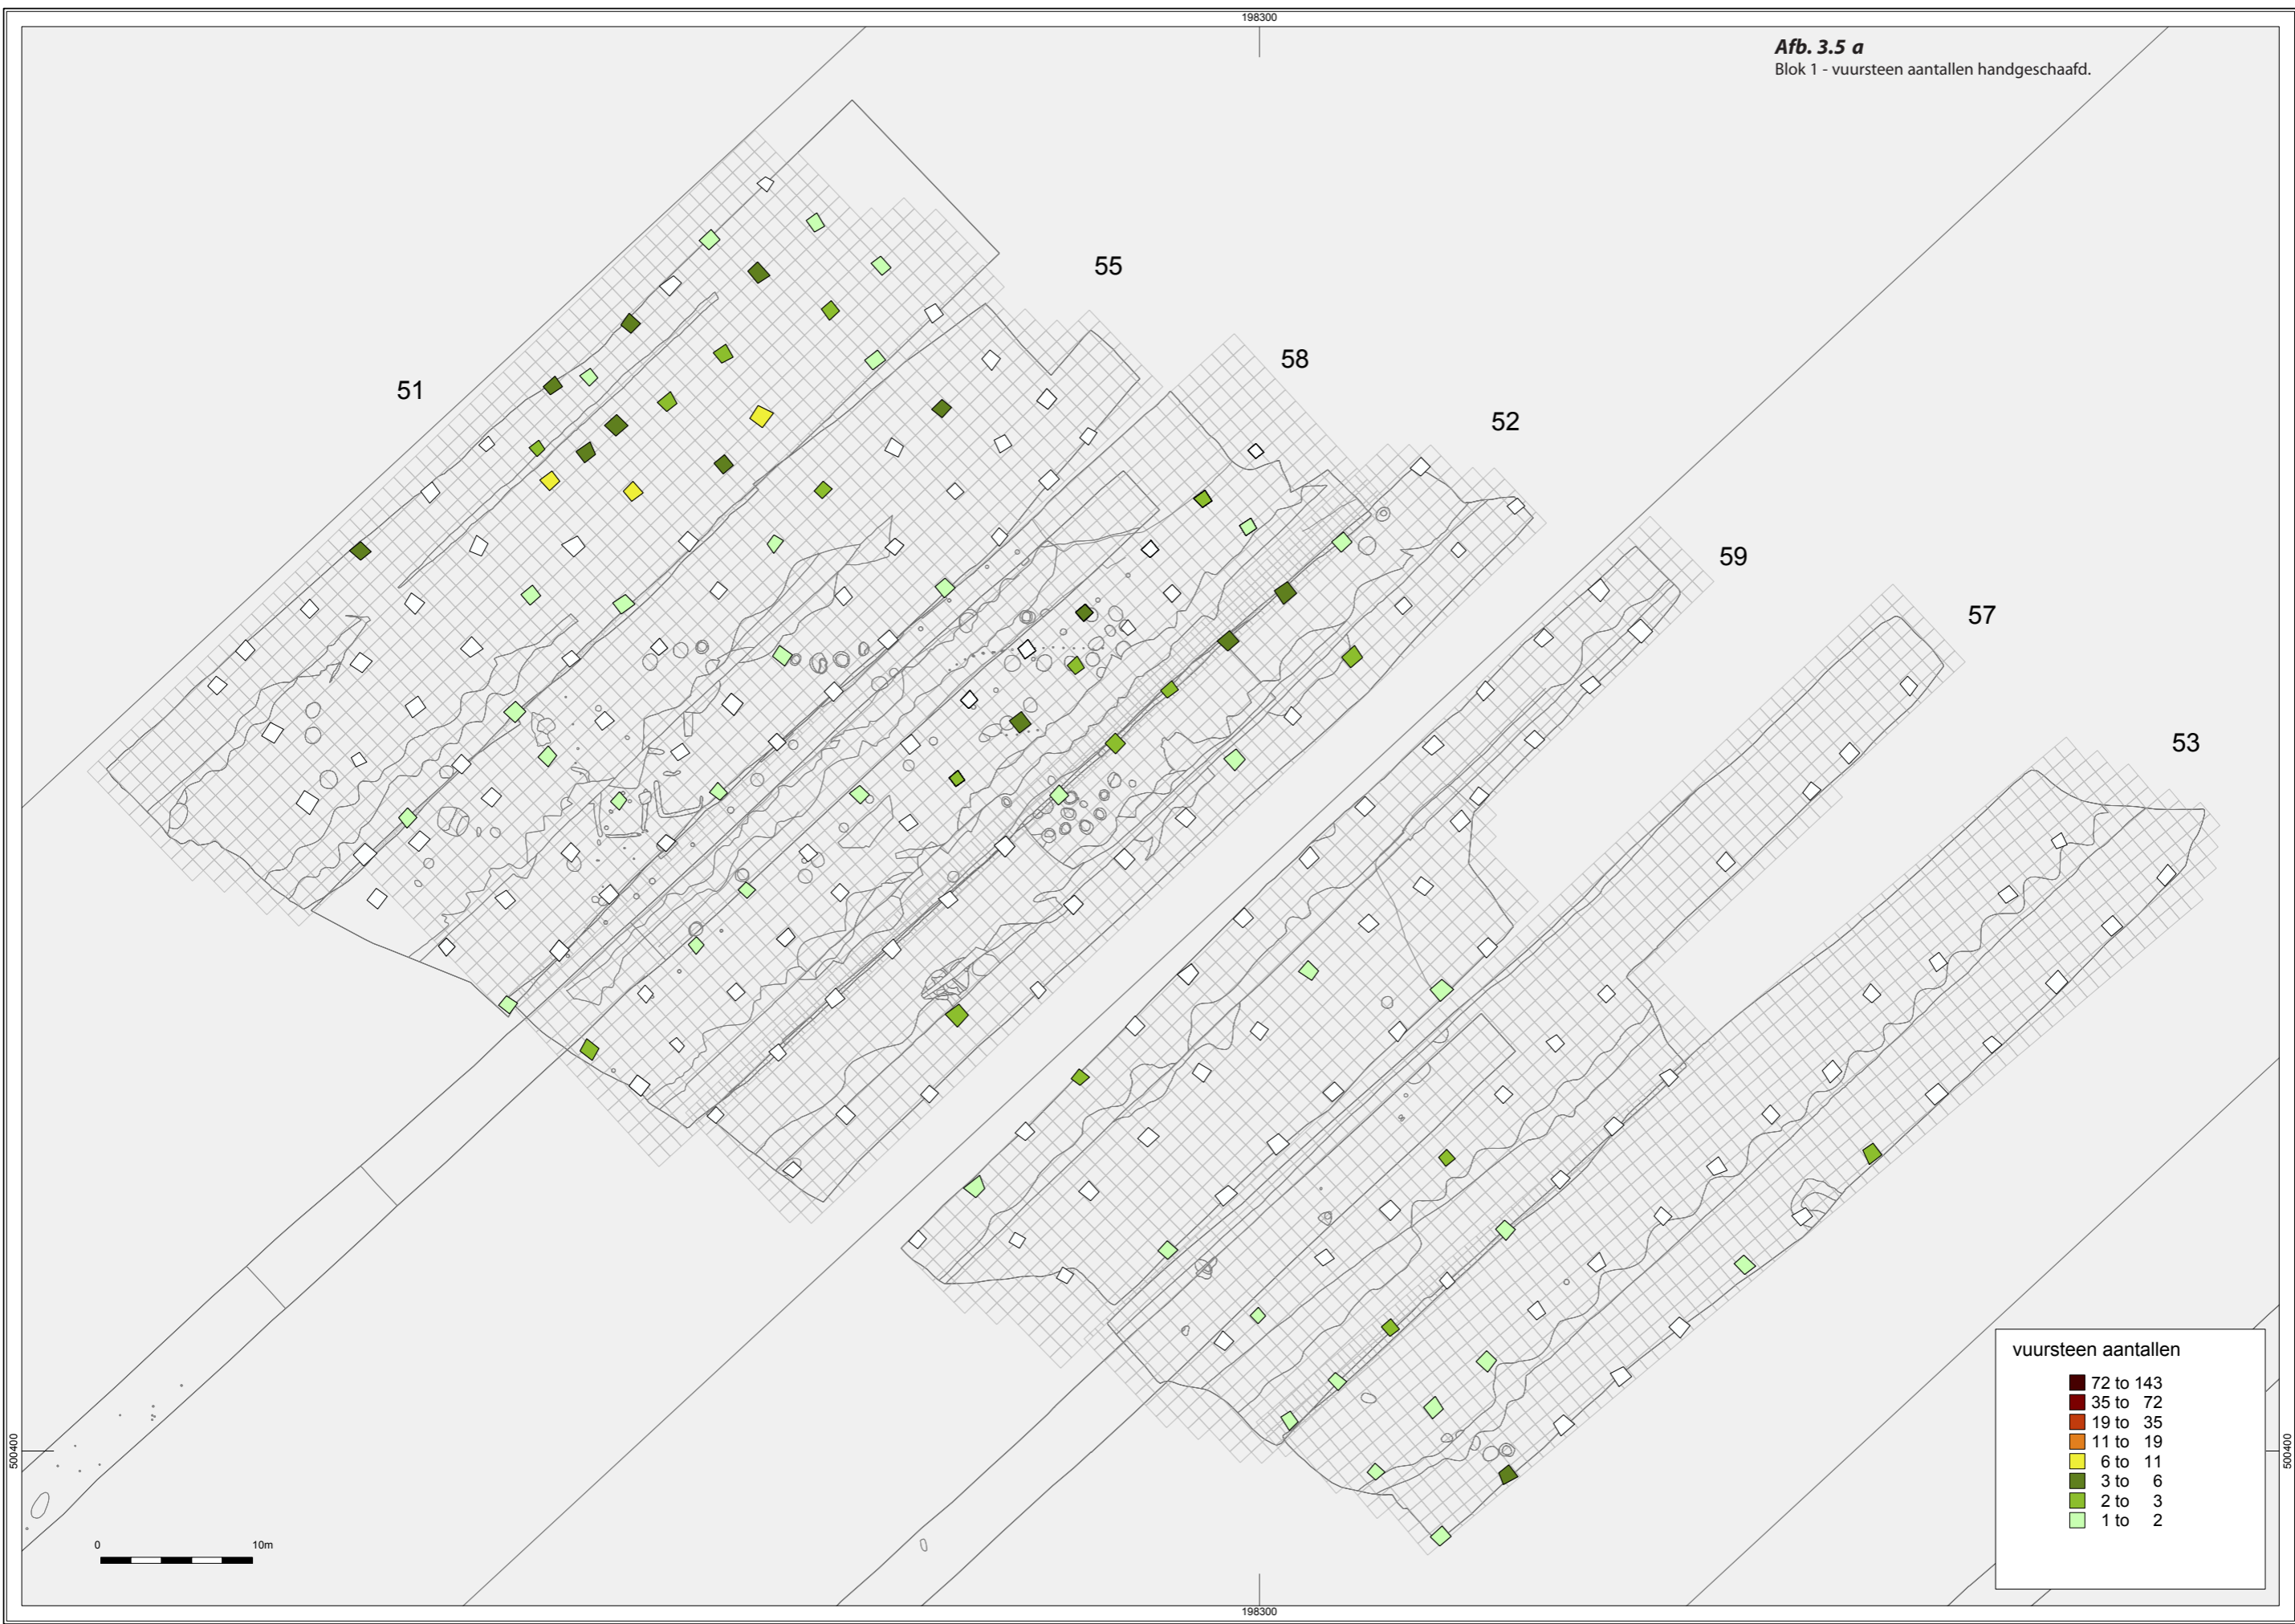 198300
Afb. 3.5 a
Blok 1 - vuursteen aantallen handgeschaafd.
55
58
51
52
59
57
53
vuursteen aantallen
72 to 143
35 to 72
19 to 35
11 to 19
6 to 11
3 to 6
2 to 3
1 to 2
500400
500400
0 10m
198300